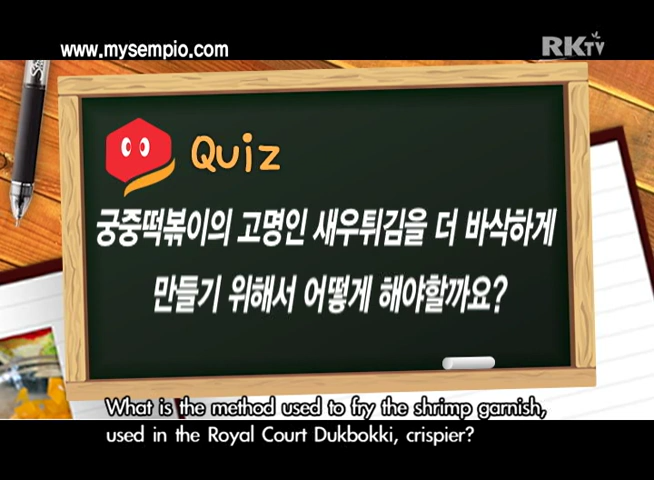 www.mysempio.com
RKTV
Quiz
궁중떡볶이의 고명인 새우튀김을 더 바삭하게
만들기 위해서 어떻게 해야할까요?
What is the method used to fry the shrimp garnish,
used in the Royal Court Dukbokki, crispier?